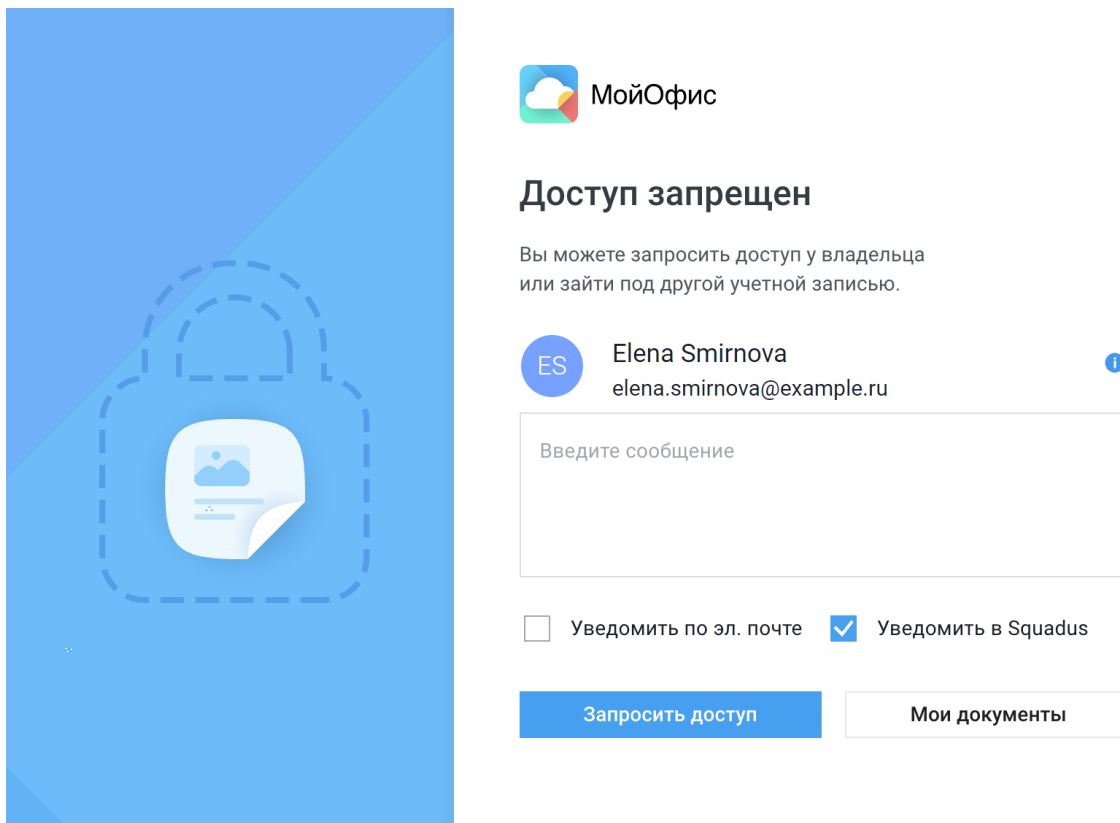 МойОфис
Доступ запрещен
Вы можете запросить доступ у владельца
или зайти под другой учетной записью.
ES
Elena Smirnova
elena.smirnova@example.ru
Введите сообщение
Уведомить по эл. почте
Уведомить в Squadus
Запросить доступ
Мои документы